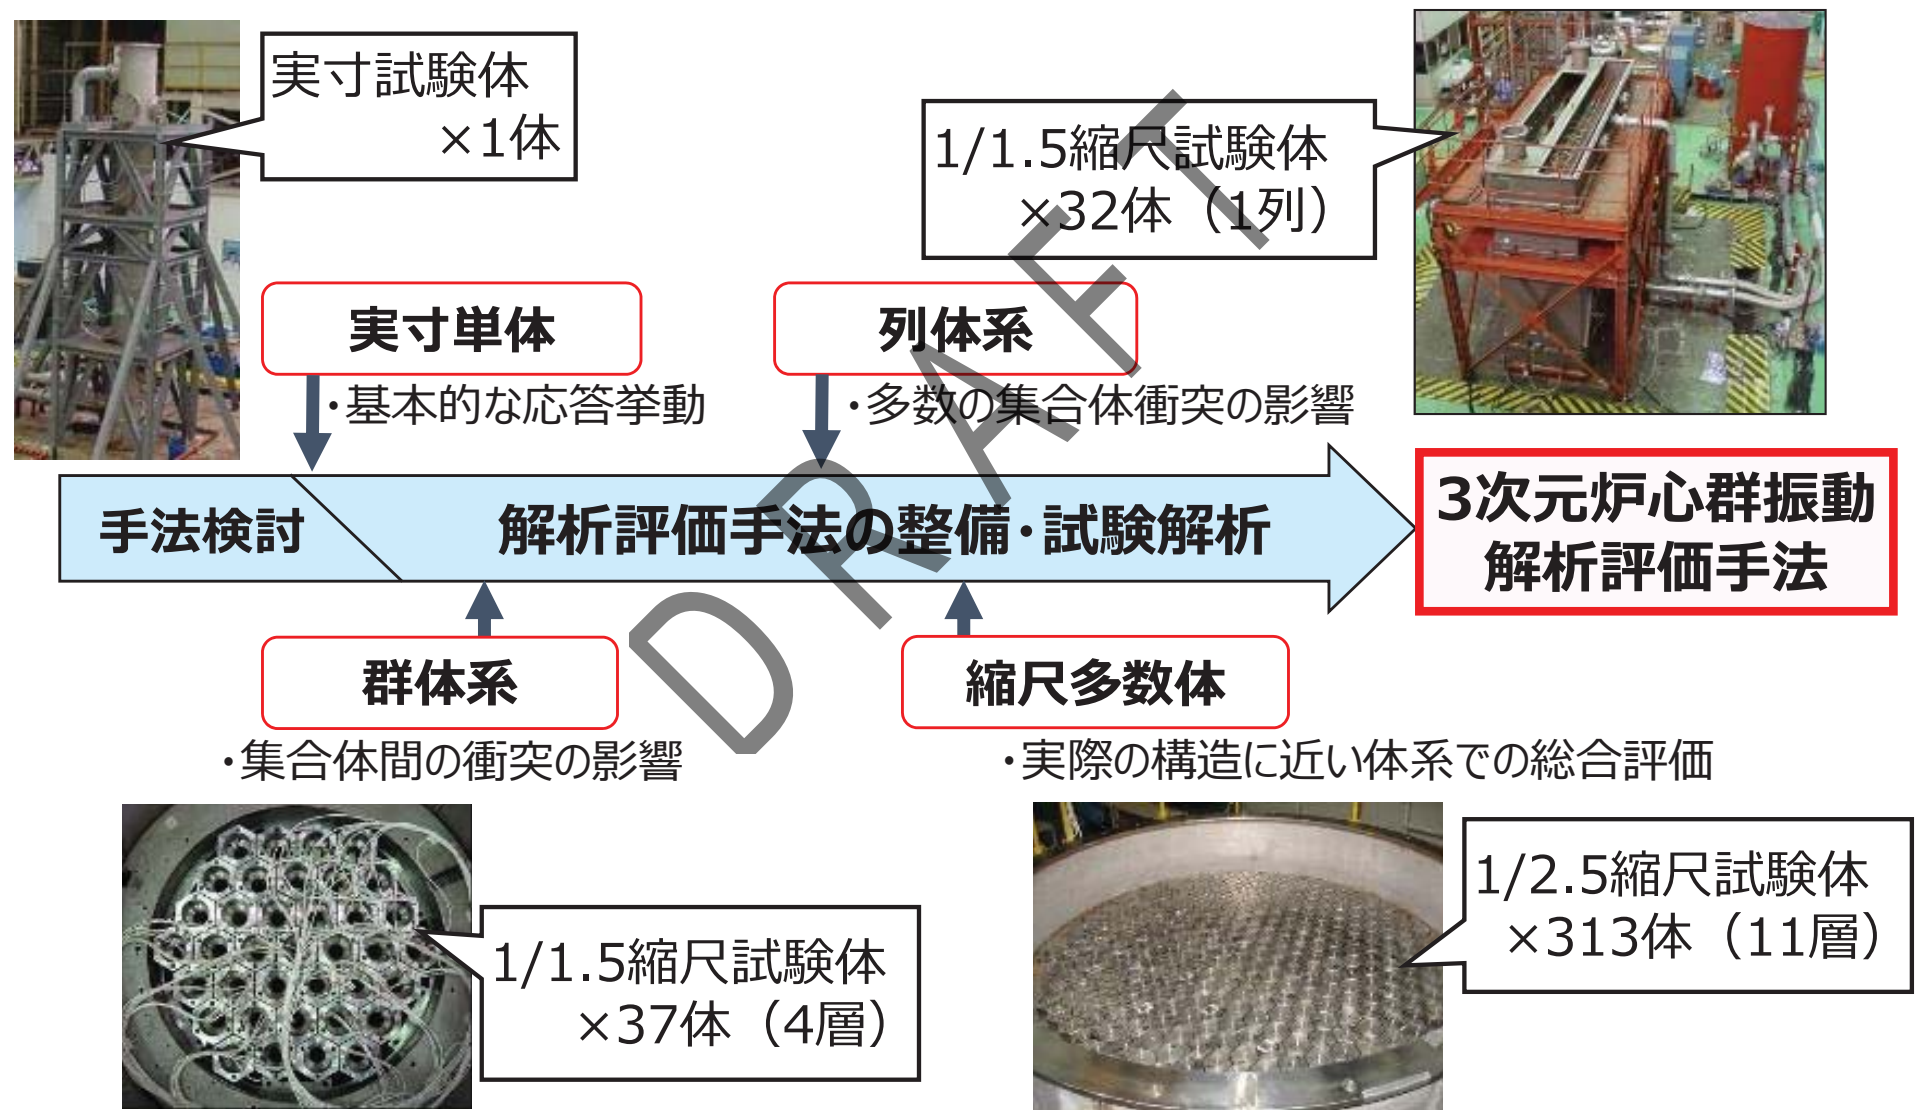 実寸試験体
×1体
1/1.5縮尺試験体
×32体（1列）
実寸単体
・基本的な応答挙動
列体系
・多数の集合体衝突の影響
手法検討
解析評価手法の整備・試験解析
3次元炉心群振動
解析評価手法
群体系
・集合体間の衝突の影響
縮尺多数体
・実際の構造に近い体系での総合評価
1/1.5縮尺試験体
×37体（4層）
1/2.5縮尺試験体
×313体（11層）
DRAFT